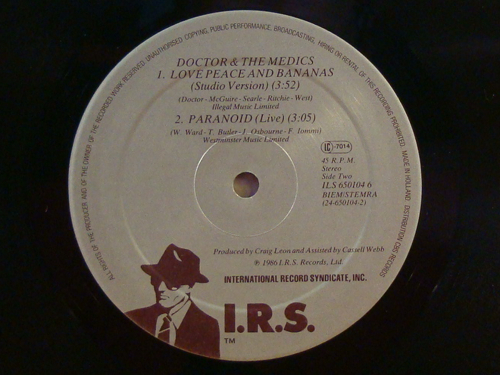 ALL RIGHTS OF THE PRODUCER AND OF THE OWNER OF THE RECORDED WORK RESERVED. UNAUTHORISED COPYING, PUBLIC PERFORMANCE, BROADCASTING, HIRING OR RENTAL OF THIS RECORDING PROHIBITED. MADE IN HOLLAND. DISTRIBUTION CBS RECORDS
DOCTOR & THE MEDICS
1. LOVE PEACE AND BANANAS
(Studio Version) (3:52)
(Doctor - McGuire - Searle - Ritchie - West)
Illegal Music Limited
2. PARANOID (Live) (3:05)
(W. Ward - T. Butler - J. Osbourne - F. Iommi)
Westminster Music Limited
LC-7014
45 R.P.M.
Stereo
Side Two
ILS 650104 6
BIEM/STEMRA
(24-650104-2)
Produced by Craig Leon and Assisted by Cassell Webb
℗ 1986 I.R.S. Records, Ltd.
INTERNATIONAL RECORD SYNDICATE, INC.
I.R.S.
TM